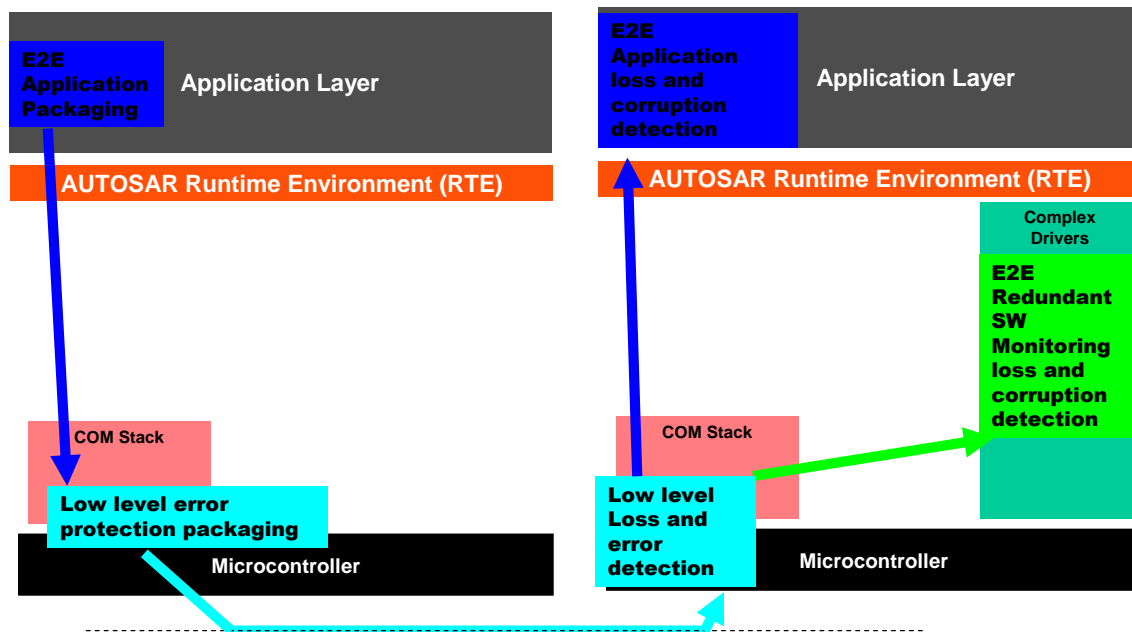 E2E
Application
Packaging
Application Layer
AUTOSAR Runtime Environment (RTE)
COM Stack
Low level error
protection packaging
Microcontroller
E2E
Application
loss and
corruption
detection
Application Layer
AUTOSAR Runtime Environment (RTE)
Complex
Drivers
E2E
Redundant
SW
Monitoring
loss and
corruption
detection
COM Stack
Low level
Loss and
error
detection
Microcontroller